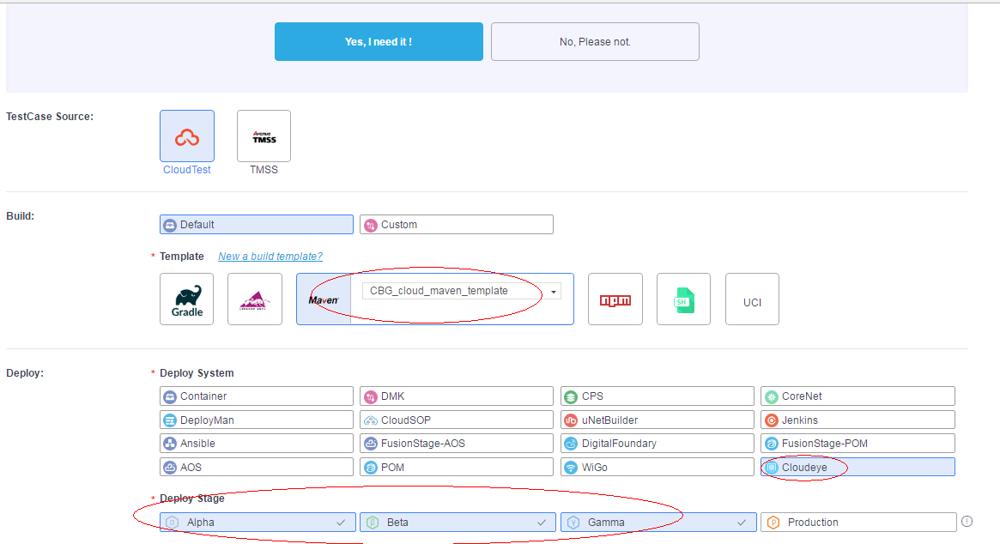 Yes, I need it !
No, Please not.
TestCase Source:
Avenue
TMSS
CloudTest
TMSS
Build:
Default
Custom
* Template
New a build template?
Gradle
Maven
CBG_cloud_maven_template
npm
SH
UCI
Deploy:
* Deploy System
Container
DMK
CPS
CoreNet
DeployMan
CloudSOP
uNetBuilder
Jenkins
Ansible
FusionStage-AOS
DigitalFoundary
FusionStage-POM
AOS
POM
WiGo
Cloudeye
* Deploy Stage
α Alpha
β Beta
γ Gamma
p Production